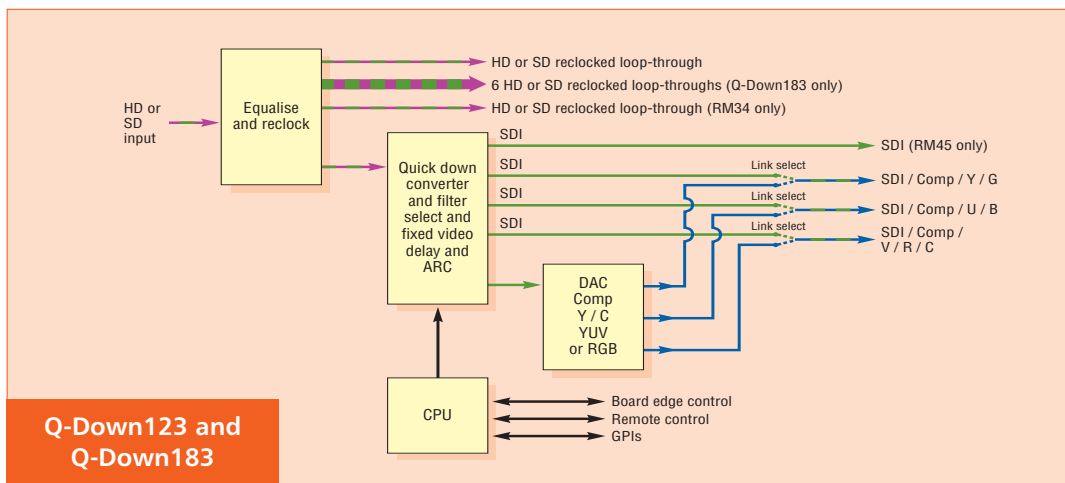 HD or SD reclocked loop-through
6 HD or SD reclocked loop-throughs (Q-Down183 only)
HD or SD reclocked loop-through (RM34 only)
HD or
SD
input
Equalise
and reclock
SDI
SDI (RM45 only)
Quick down
converter
and filter
select and
fixed video
delay and
ARC
SDI
Link select
SDI / Comp / Y / G
SDI
Link select
SDI / Comp / U / B
SDI
Link select
SDI / Comp /
V / R / C
DAC
Comp
Y / C
YUV
or RGB
CPU
Board edge control
Remote control
GPIs
Q-Down123 and
Q-Down183